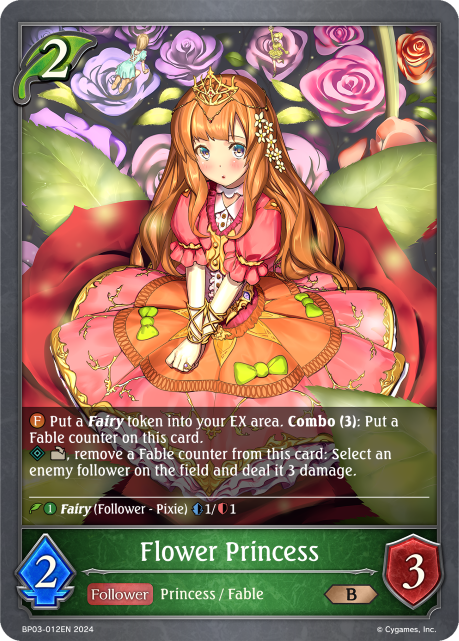 2
F Put a Fairy token into your EX area. Combo (3): Put a
Fable counter on this card.
, remove a Fable counter from this card: Select an
enemy follower on the field and deal it 3 damage.
1 Fairy (Follower - Pixie) 1/1
Flower Princess
2
Follower Princess / Fable
B
3
BP03-012EN 2024
© Cygames, Inc.